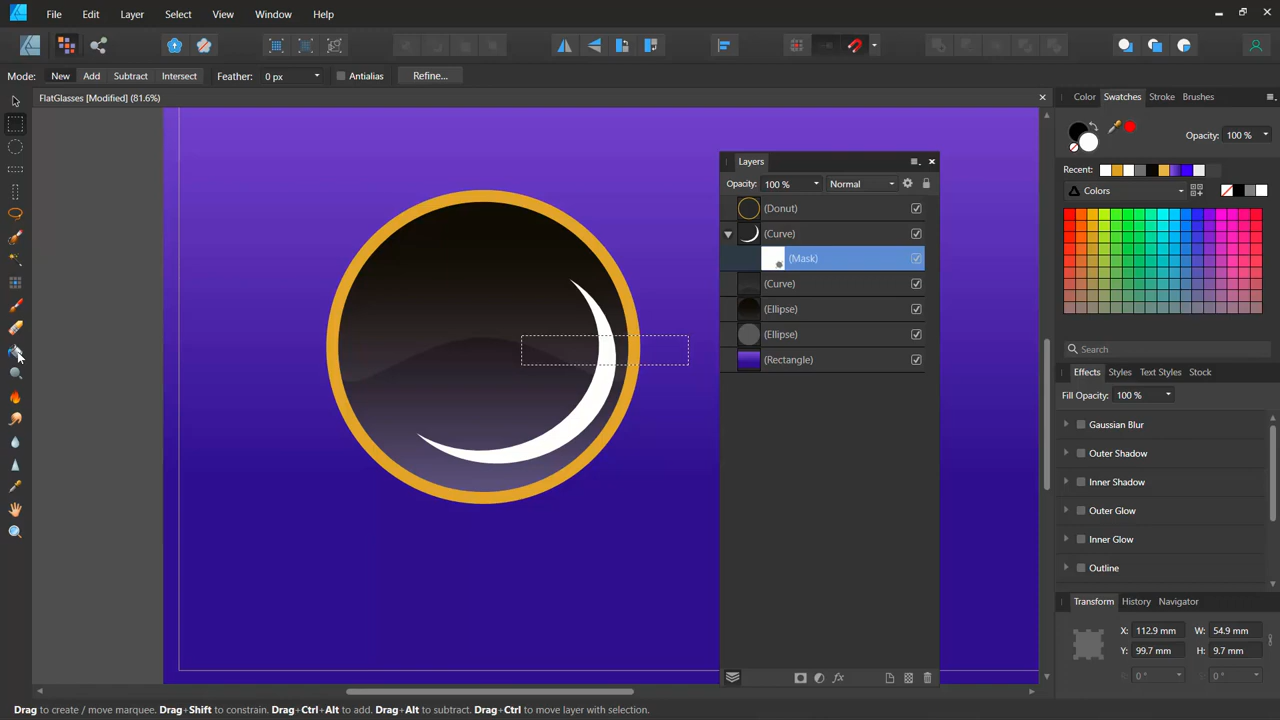 File Edit Layer Select View Window Help
Mode: New Add Subtract Intersect Feather: 0 px Antialias Refine...
FlatGlasses [Modified] (81.6%)
Color Swatches Stroke Brushes
Opacity: 100 %
Recent:
Colors
Search
Effects Styles Text Styles Stock
Fill Opacity: 100 %
Gaussian Blur
Outer Shadow
Inner Shadow
Outer Glow
Inner Glow
Outline
Transform History Navigator
X: 112.9 mm W: 54.9 mm
Y: 99.7 mm H: 9.7 mm
0 ° 0 °
Layers
Opacity: 100 % Normal
(Donut)
(Curve)
(Mask)
(Curve)
(Ellipse)
(Ellipse)
(Rectangle)
fx
Drag to create / move marquee. Drag+Shift to constrain. Drag+Ctrl+Alt to add. Drag+Alt to subtract. Drag+Ctrl to move layer with selection.